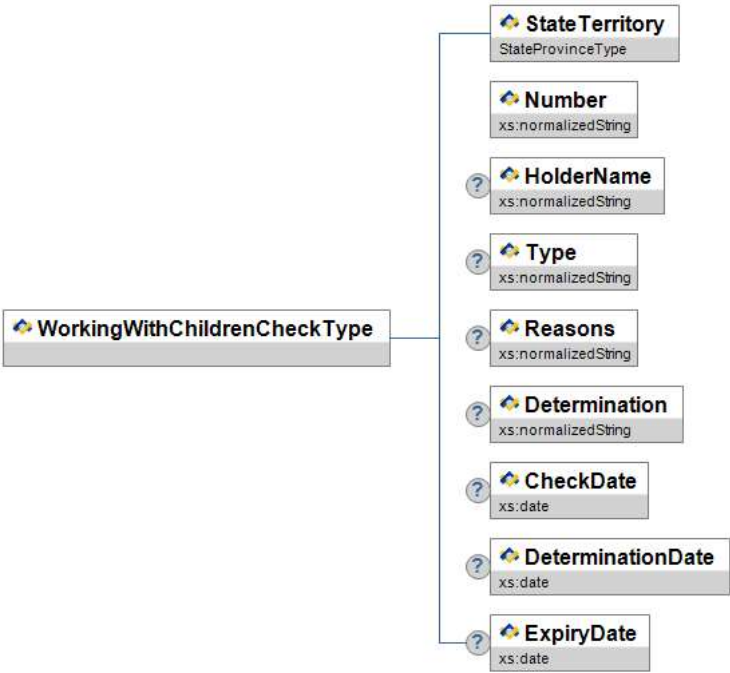 StateTerritory
StateProvinceType
Number
xs:normalizedString
?
HolderName
xs:normalizedString
?
Type
xs:normalizedString
WorkingWithChildrenCheckType
?
Reasons
xs:normalizedString
?
Determination
xs:normalizedString
?
CheckDate
xs:date
?
DeterminationDate
xs:date
?
ExpiryDate
xs:date